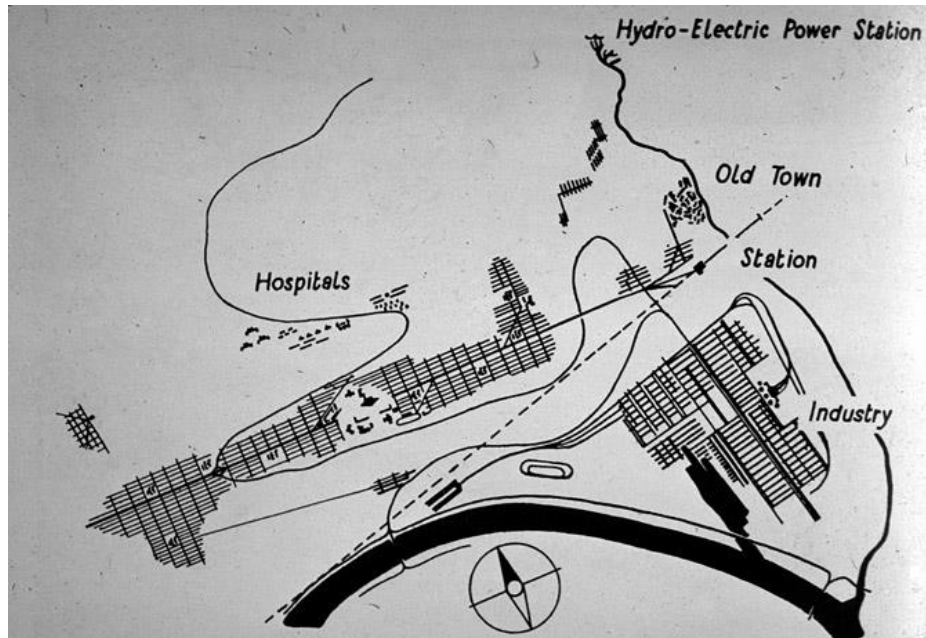 Hydro-Electric Power Station
Old Town
Station
Hospitals
Industry